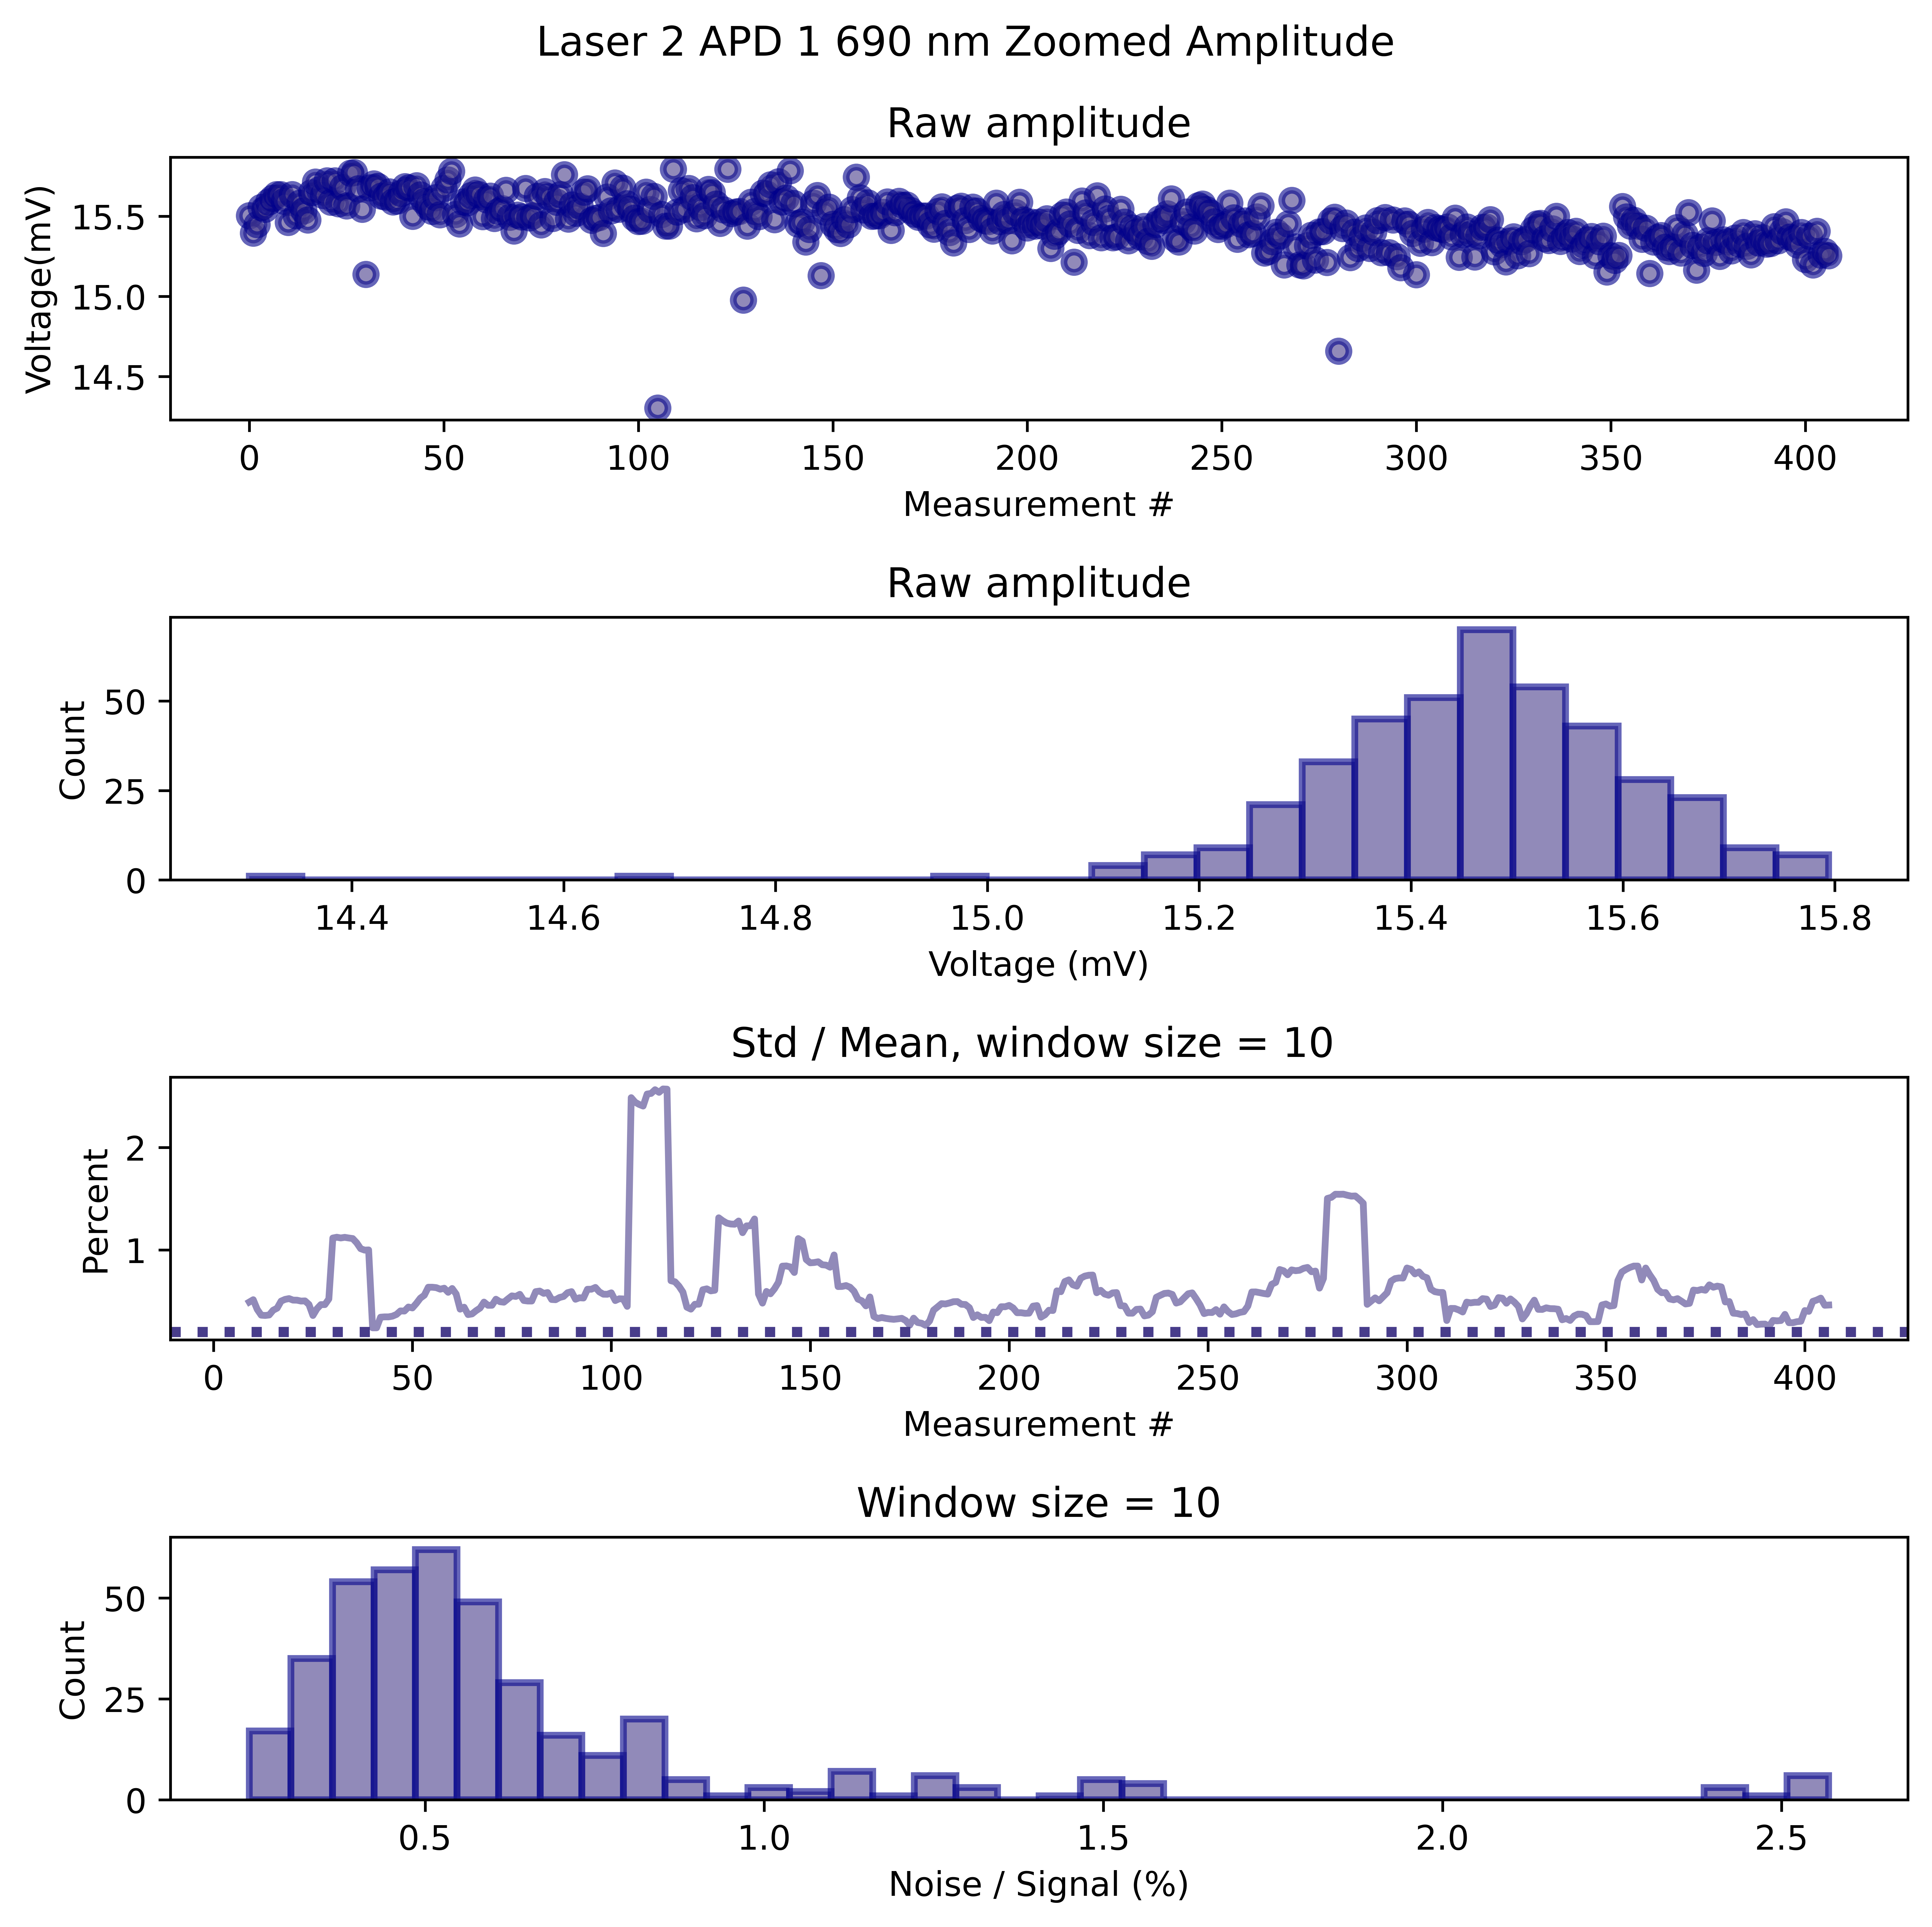 Laser 2 APD 1 690 nm Zoomed Amplitude
Raw amplitude
Voltage(mV)
15.5
15.0
14.5
0 50 100 150 200 250 300 350 400
Measurement #
Raw amplitude
Count
50
25
0
14.4 14.6 14.8 15.0 15.2 15.4 15.6 15.8
Voltage (mV)
Std / Mean, window size = 10
Percent
2
1
0 50 100 150 200 250 300 350 400
Measurement #
Window size = 10
Count
50
25
0
0.5 1.0 1.5 2.0 2.5
Noise / Signal (%)